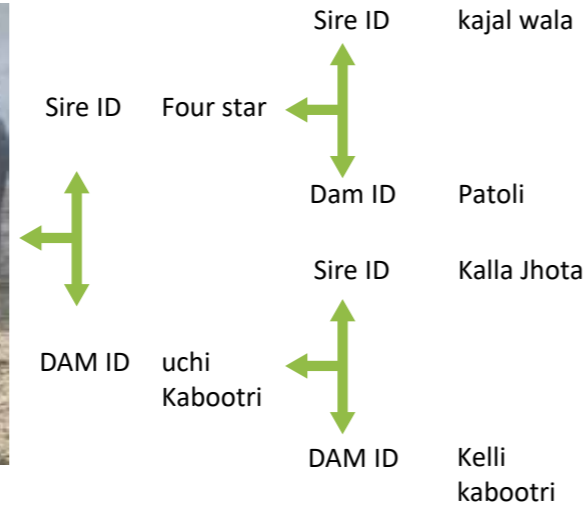 Sire ID kajal wala
Sire ID Four star
Dam ID Patoli
Sire ID Kalla Jhota
DAM ID uchi
Kabootri
DAM ID Kelli
kabootri